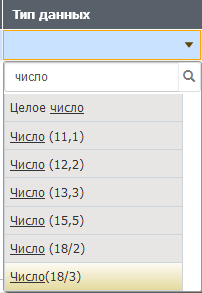 Тип данных
число
Целое число
Число (11,1)
Число (12,2)
Число (13,3)
Число (15,5)
Число (18/2)
Число(18/3)